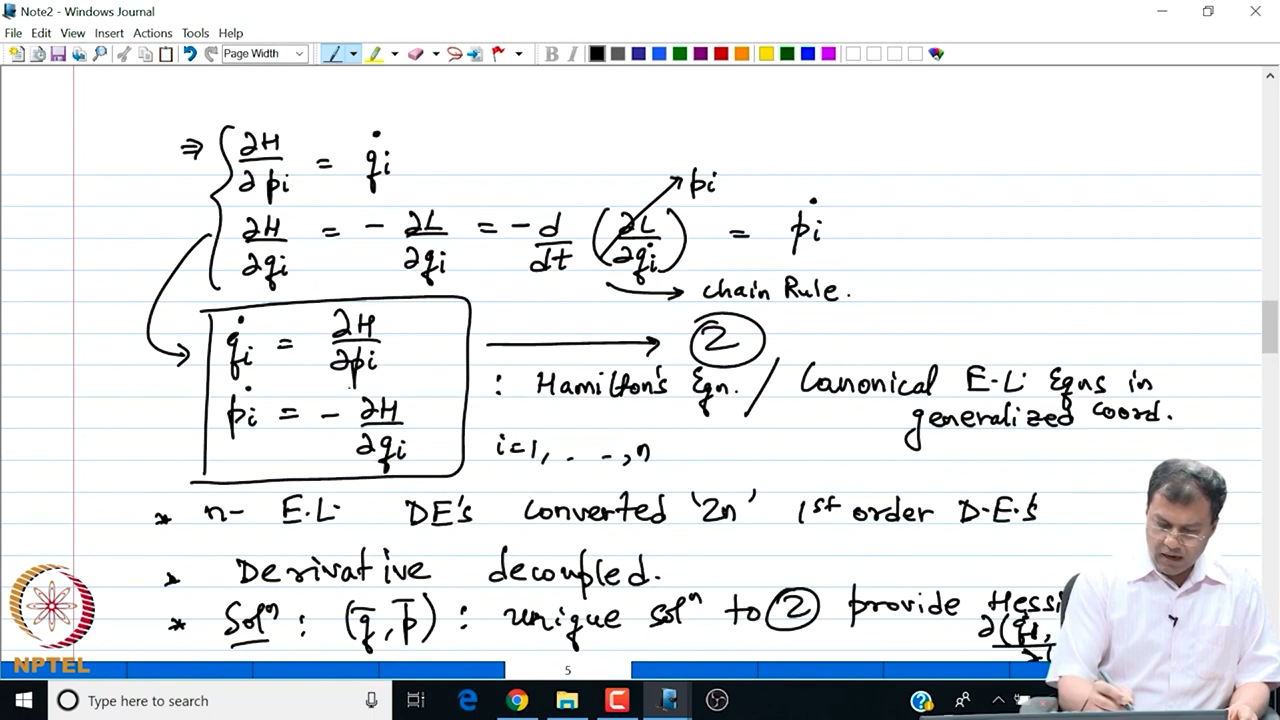 Note2 - Windows Journal
File Edit View Insert Actions Tools Help
Page Width B I
⇒ { ∂H/∂pi = q̇i
∂H/∂qi = - ∂L/∂qi = - d/dt (∂L/∂q̇i) = ṗi
pi
chain Rule.
q̇i = ∂H/∂pi
ṗi = - ∂H/∂qi
→ ②
: Hamilton's Eqn. / Canonical E-L Eqns in
generalized coord.
i=1, . . ., n
* n- E.L. DE's converted '2n' 1st order D.E.s
* Derivative decoupled.
* Solⁿ : (q̄, p̄) : unique solⁿ to ② provide
NPTEL
5
Type here to search